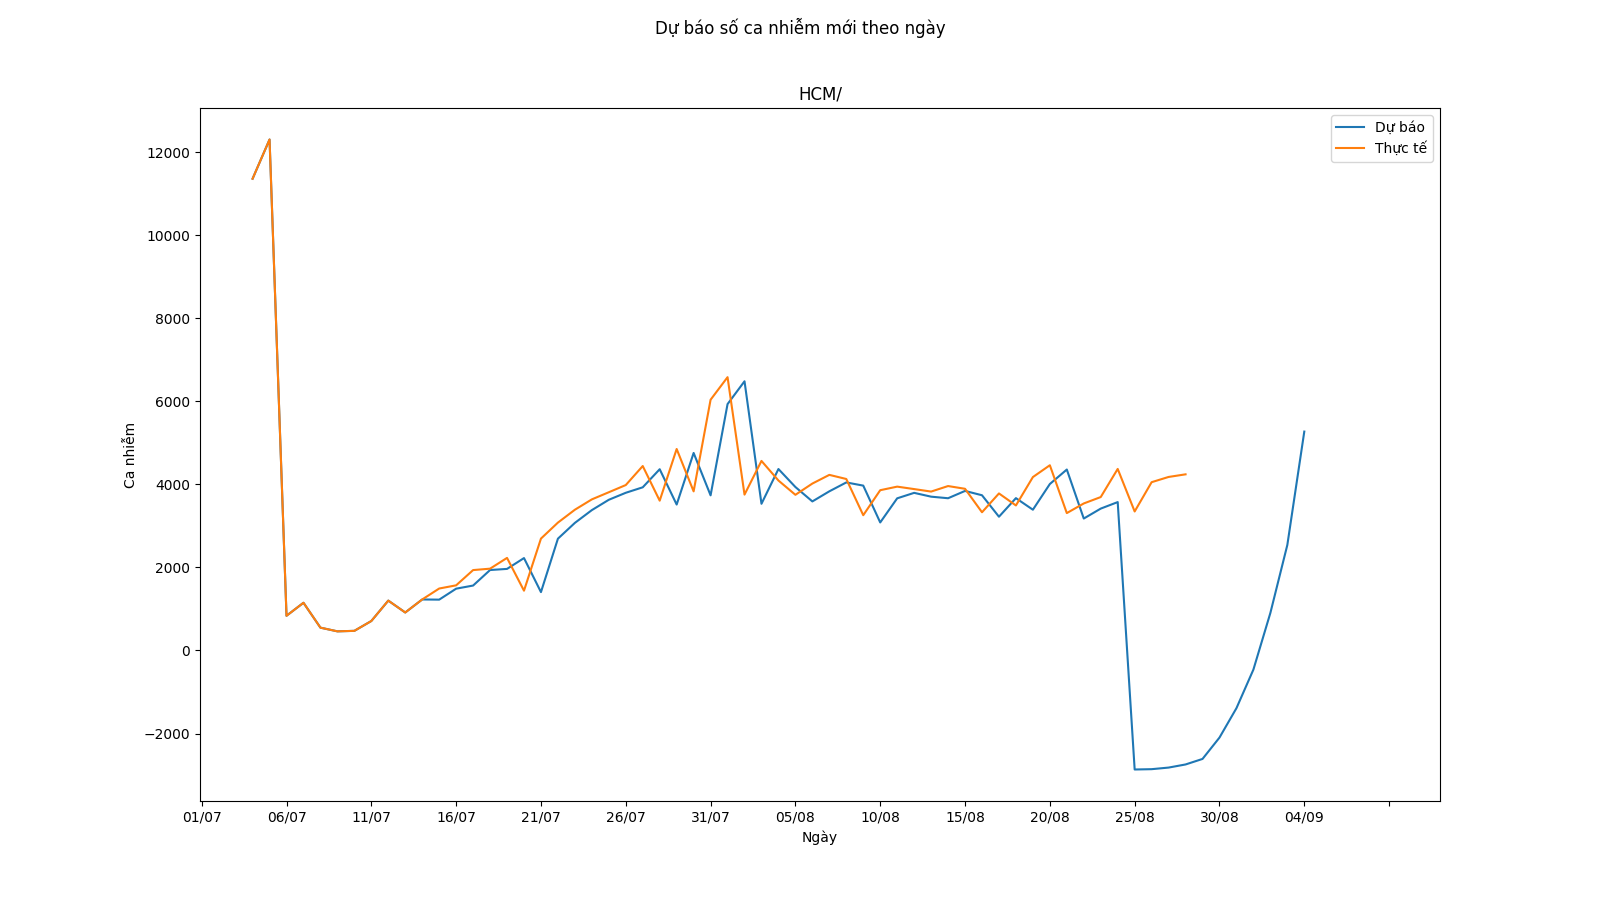 Dự báo số ca nhiễm mới theo ngày
HCM/
Dự báo
Thực tế
12000
10000
8000
6000
4000
2000
0
−2000
Ca nhiễm
01/07 06/07 11/07 16/07 21/07 26/07 31/07 05/08 10/08 15/08 20/08 25/08 30/08 04/09
Ngày